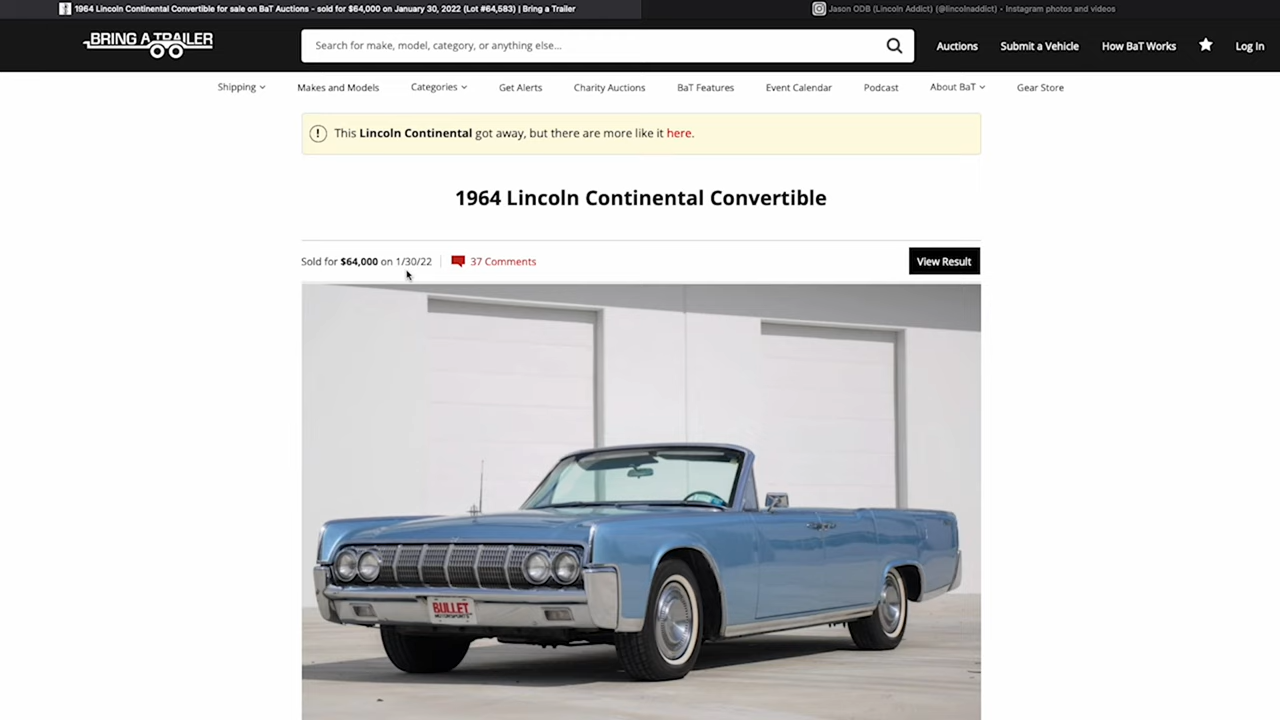 1964 Lincoln Continental Convertible for sale on BaT Auctions - sold for $64,000 on January 30, 2022 (Lot #64,583) | Bring a Trailer
Jason ODB (Lincoln Addict) (@lincolnaddict) • Instagram photos and videos
BRING A TRAILER
Search for make, model, category, or anything else...
Auctions
Submit a Vehicle
How BaT Works
Log In
Shipping
Makes and Models
Categories
Get Alerts
Charity Auctions
BaT Features
Event Calendar
Podcast
About BaT
Gear Store
This Lincoln Continental got away, but there are more like it here.
1964 Lincoln Continental Convertible
Sold for $64,000 on 1/30/22
37 Comments
View Result
BULLET
MOTORSPORTS